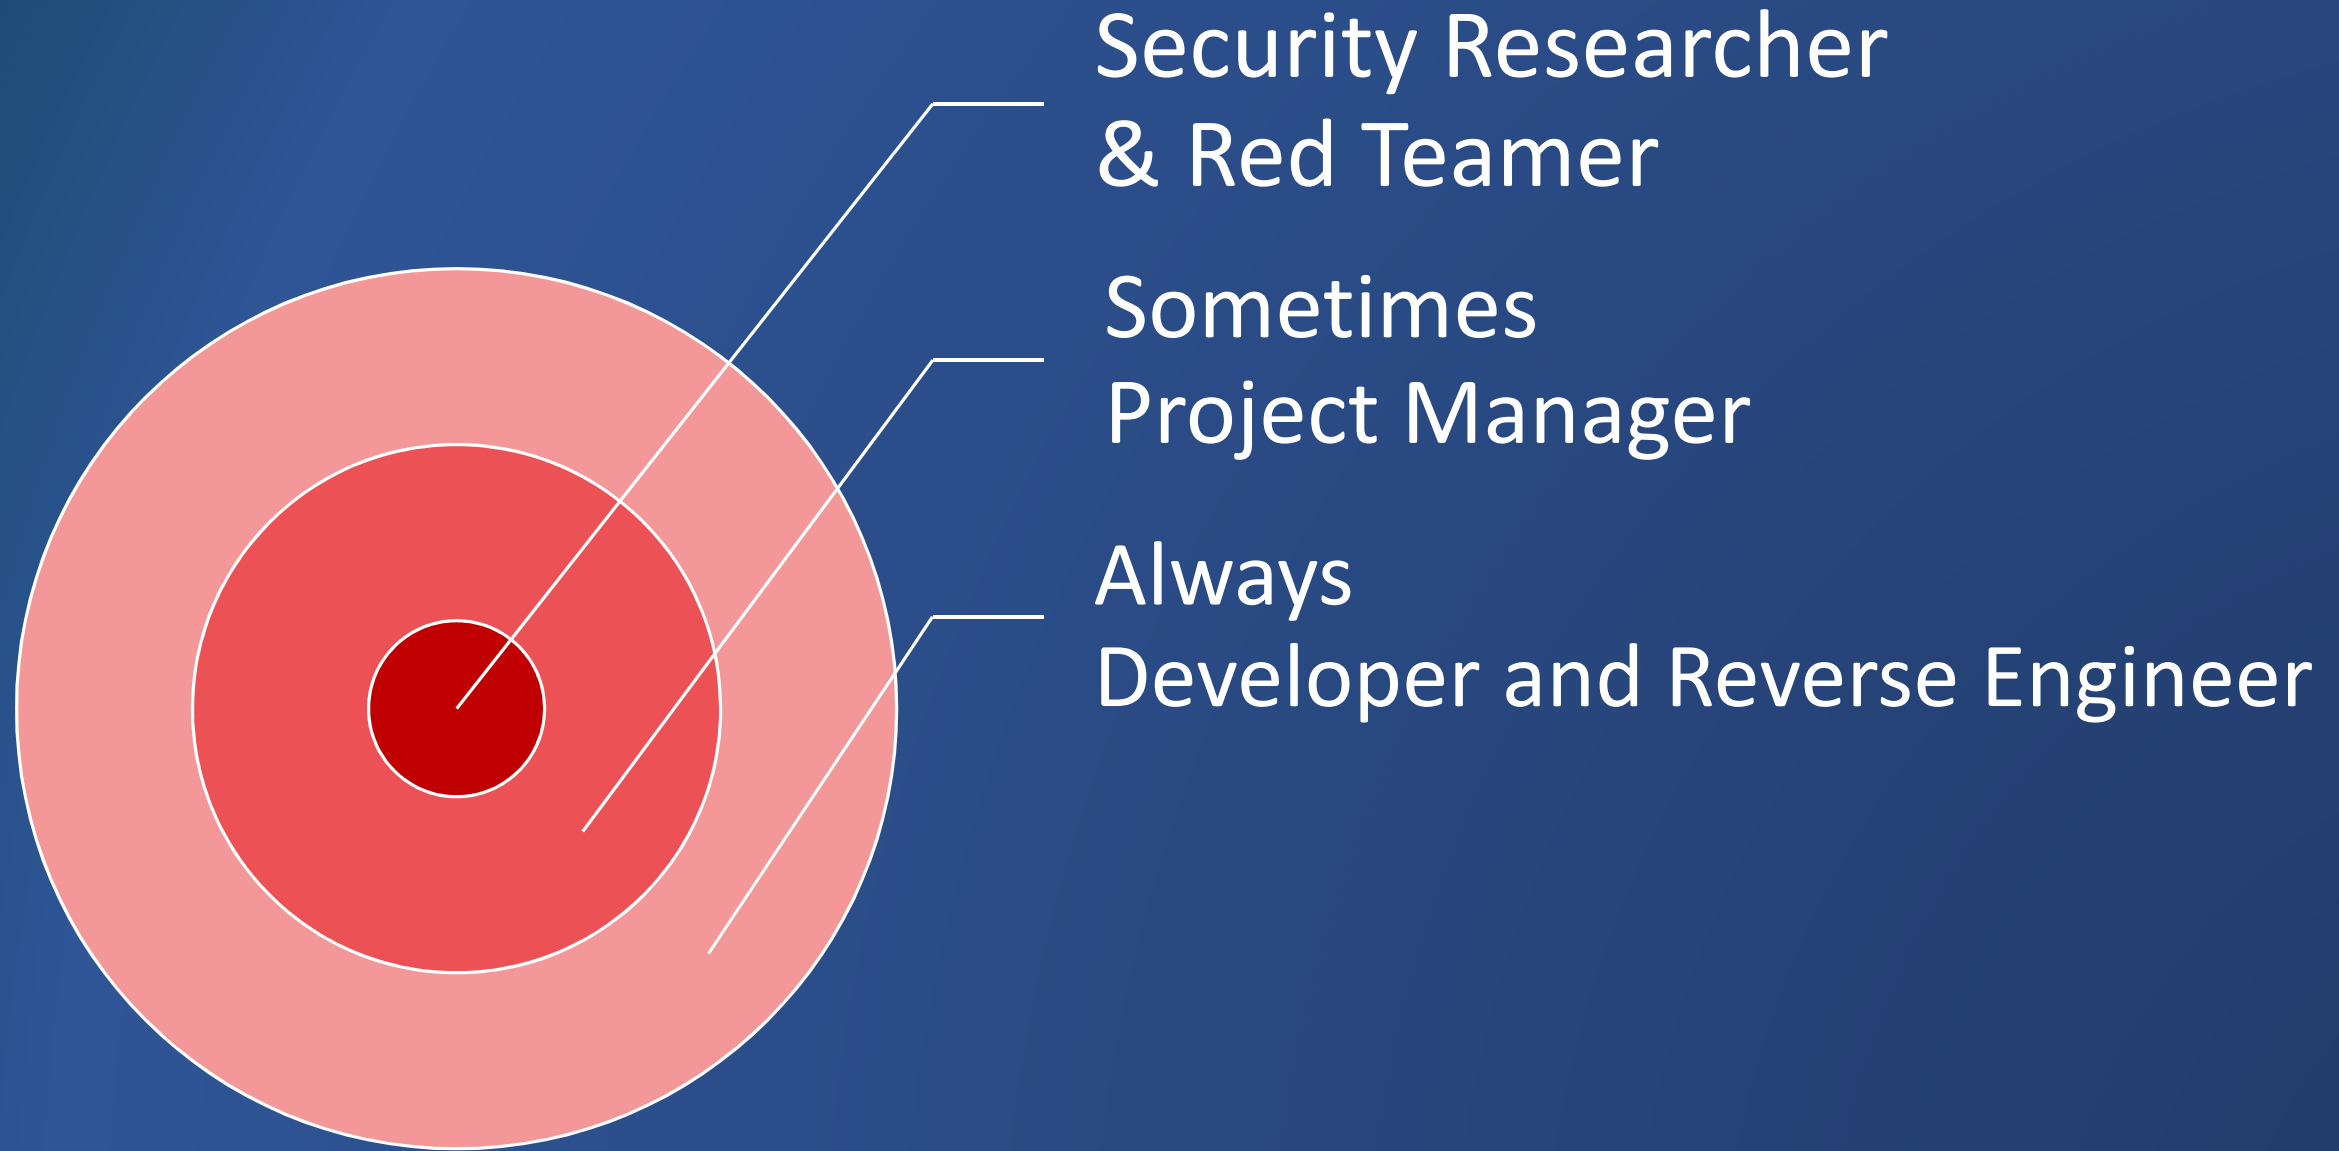 Security Researcher
& Red Teamer
Sometimes
Project Manager
Always
Developer and Reverse Engineer